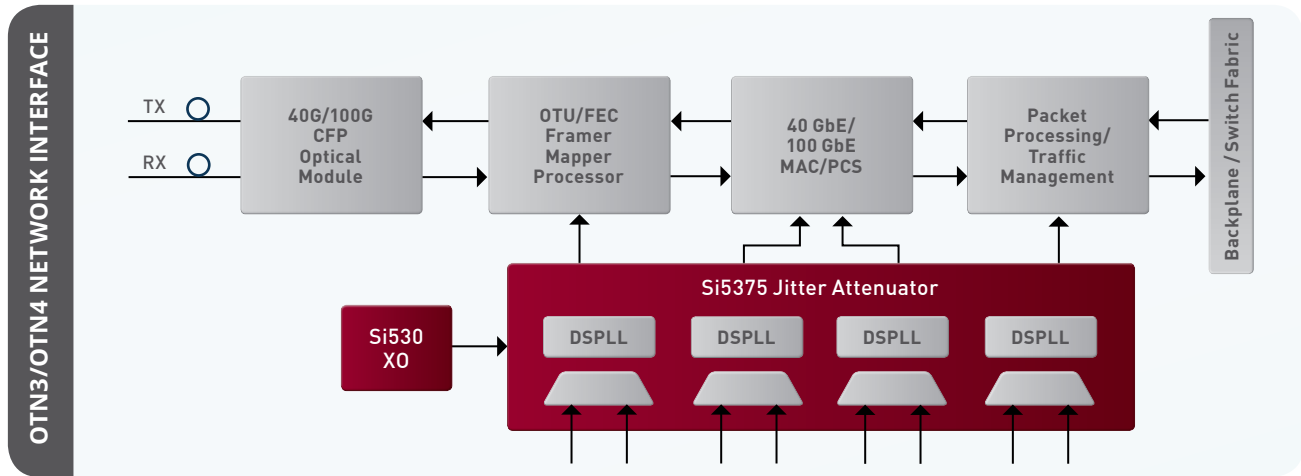 OTN3/OTN4 NETWORK INTERFACE
TX
RX
40G/100G
CFP
Optical
Module
OTU/FEC
Framer
Mapper
Processor
40 GbE/
100 GbE
MAC/PCS
Packet
Processing/
Traffic
Management
Backplane / Switch Fabric
Si530
XO
Si5375 Jitter Attenuator
DSPLL
DSPLL
DSPLL
DSPLL